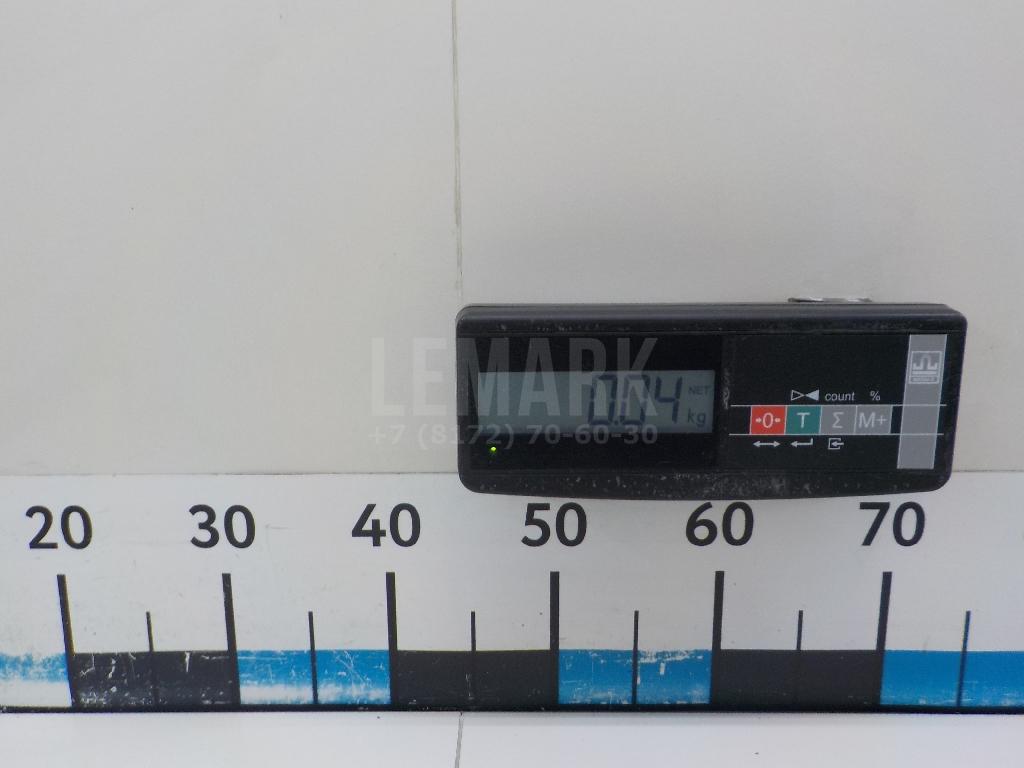 LEMARK
+7 (8172) 70-60-30
0.04 NET kg
count %
→0← T Σ M+
20 30 40 50 60 70